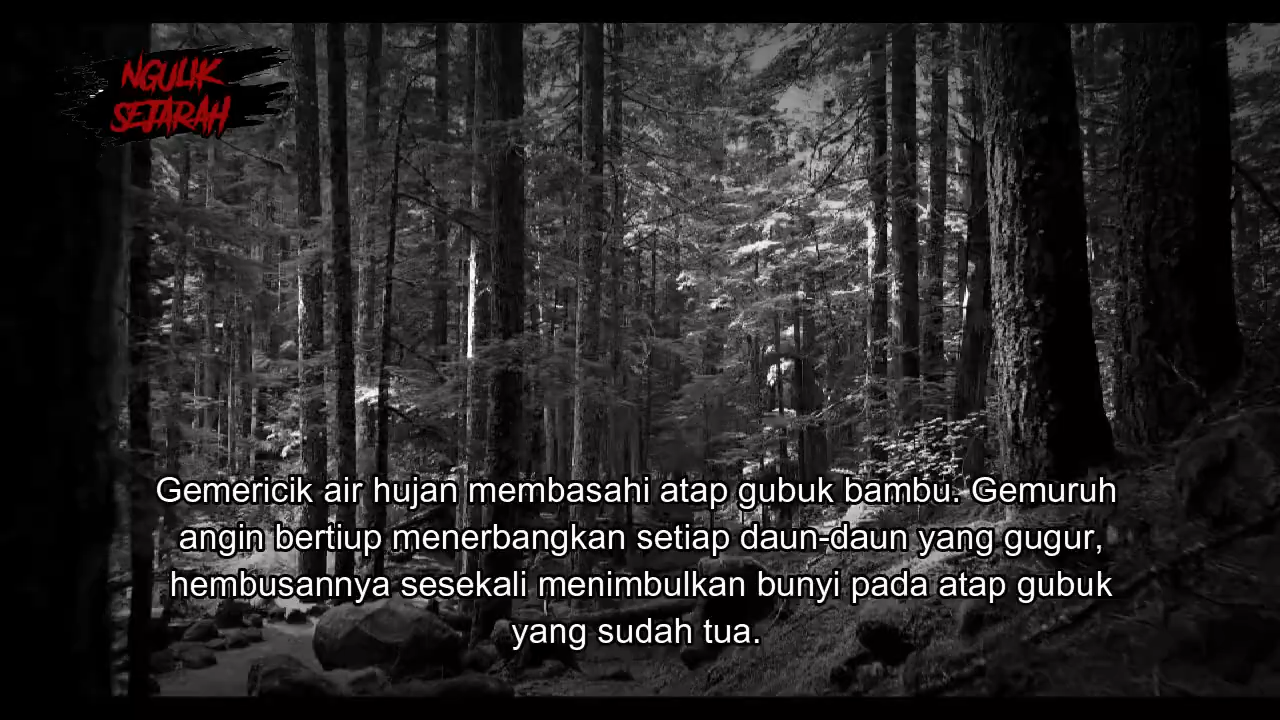 NGULIK
SEJARAH
Gemericik air hujan membasahi atap gubuk bambu. Gemuruh
angin bertiup menerbangkan setiap daun-daun yang gugur,
hembusannya sesekali menimbulkan bunyi pada atap gubuk
yang sudah tua.